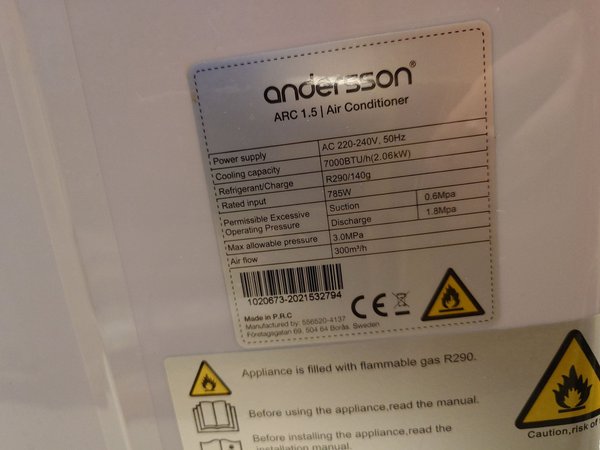 andersson®
ARC 1.5 | Air Conditioner
Power supply AC 220-240V, 50Hz
Cooling capacity 7000BTU/h(2.06kW)
Refrigerant/Charge R290/140g
Rated input 785W
Permissible Excessive Operating Pressure Suction 0.6Mpa
Discharge 1.8Mpa
Max allowable pressure 3.0MPa
Air flow 300m³/h
1020673-2021532794
Made in P.R.C
Manufactured by: 556520-4137
Företagsgatan 69, 504 64 Borås, Sweden
CE
Appliance is filled with flammable gas R290.
Before using the appliance,read the manual.
Before installing the appliance,read the
installation manual.
Caution,risk of